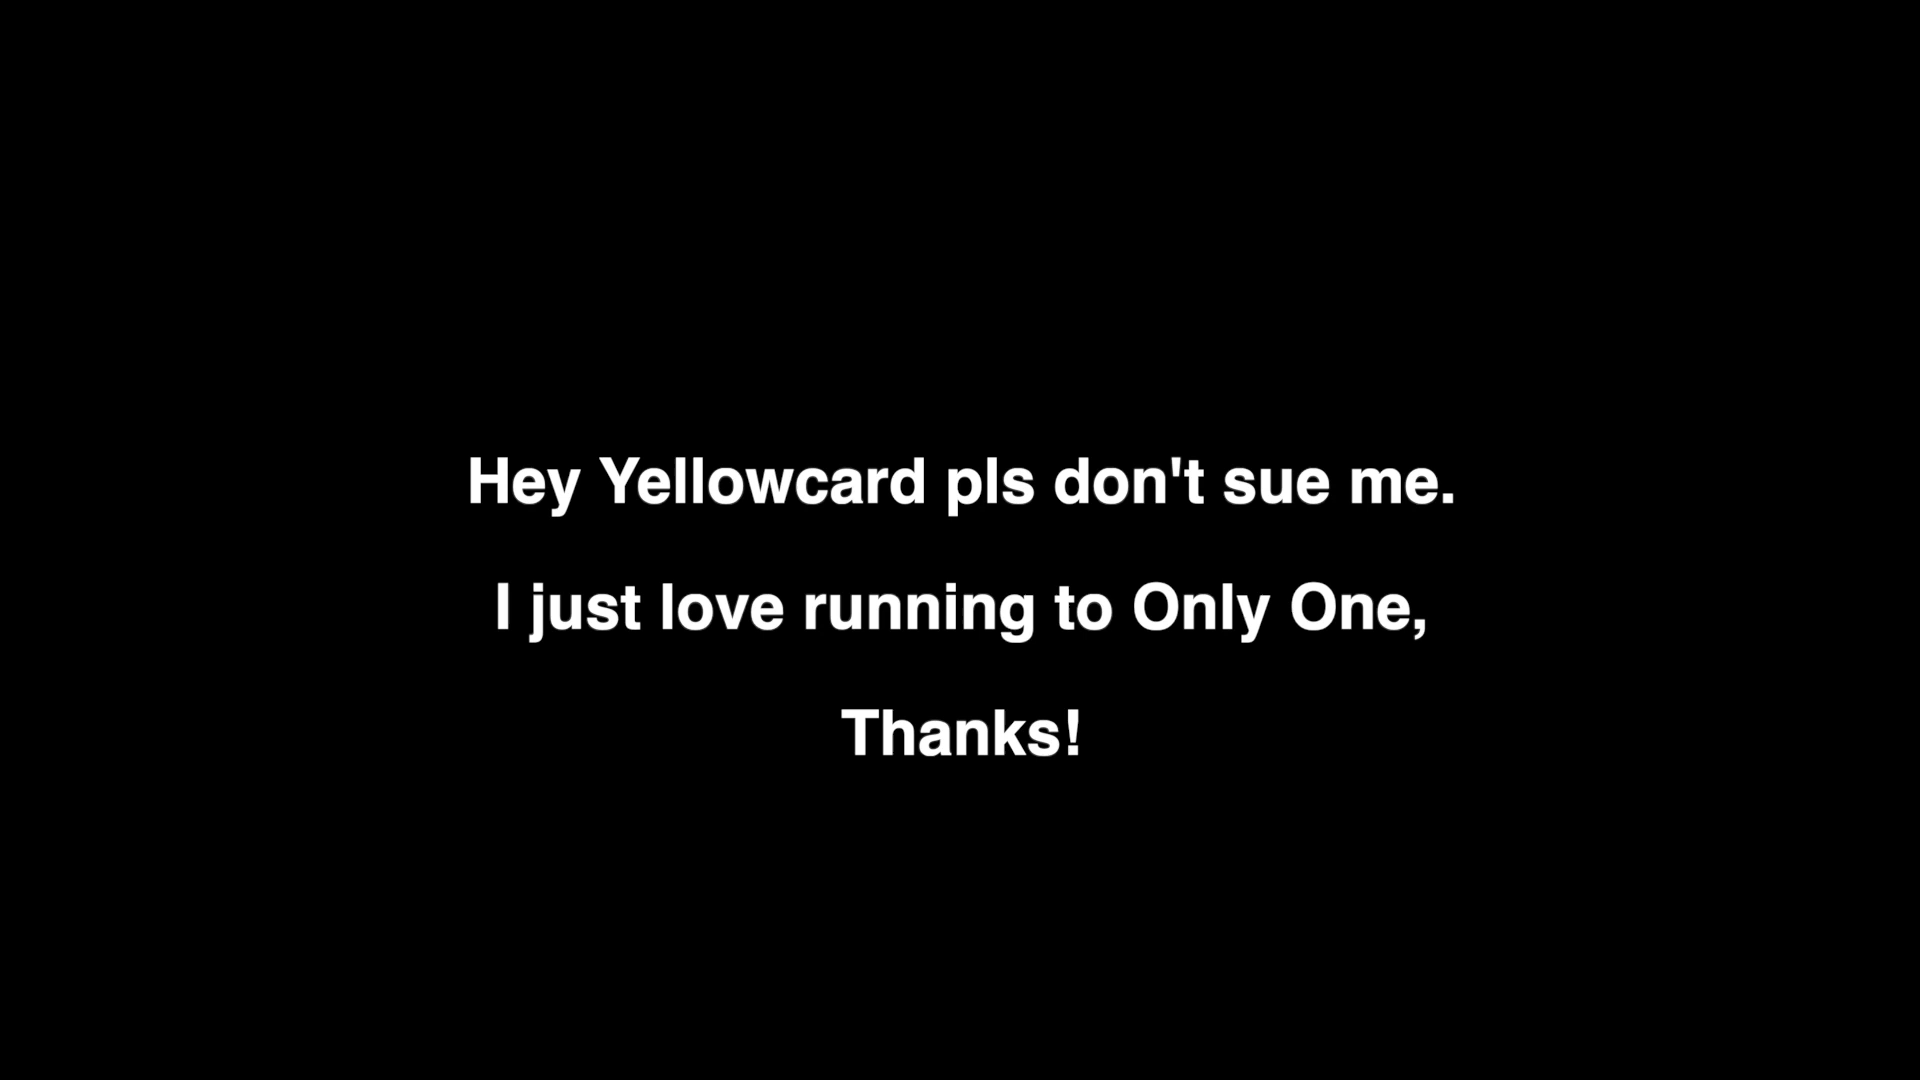 Hey Yellowcard pls don't sue me.
I just love running to Only One,
Thanks!